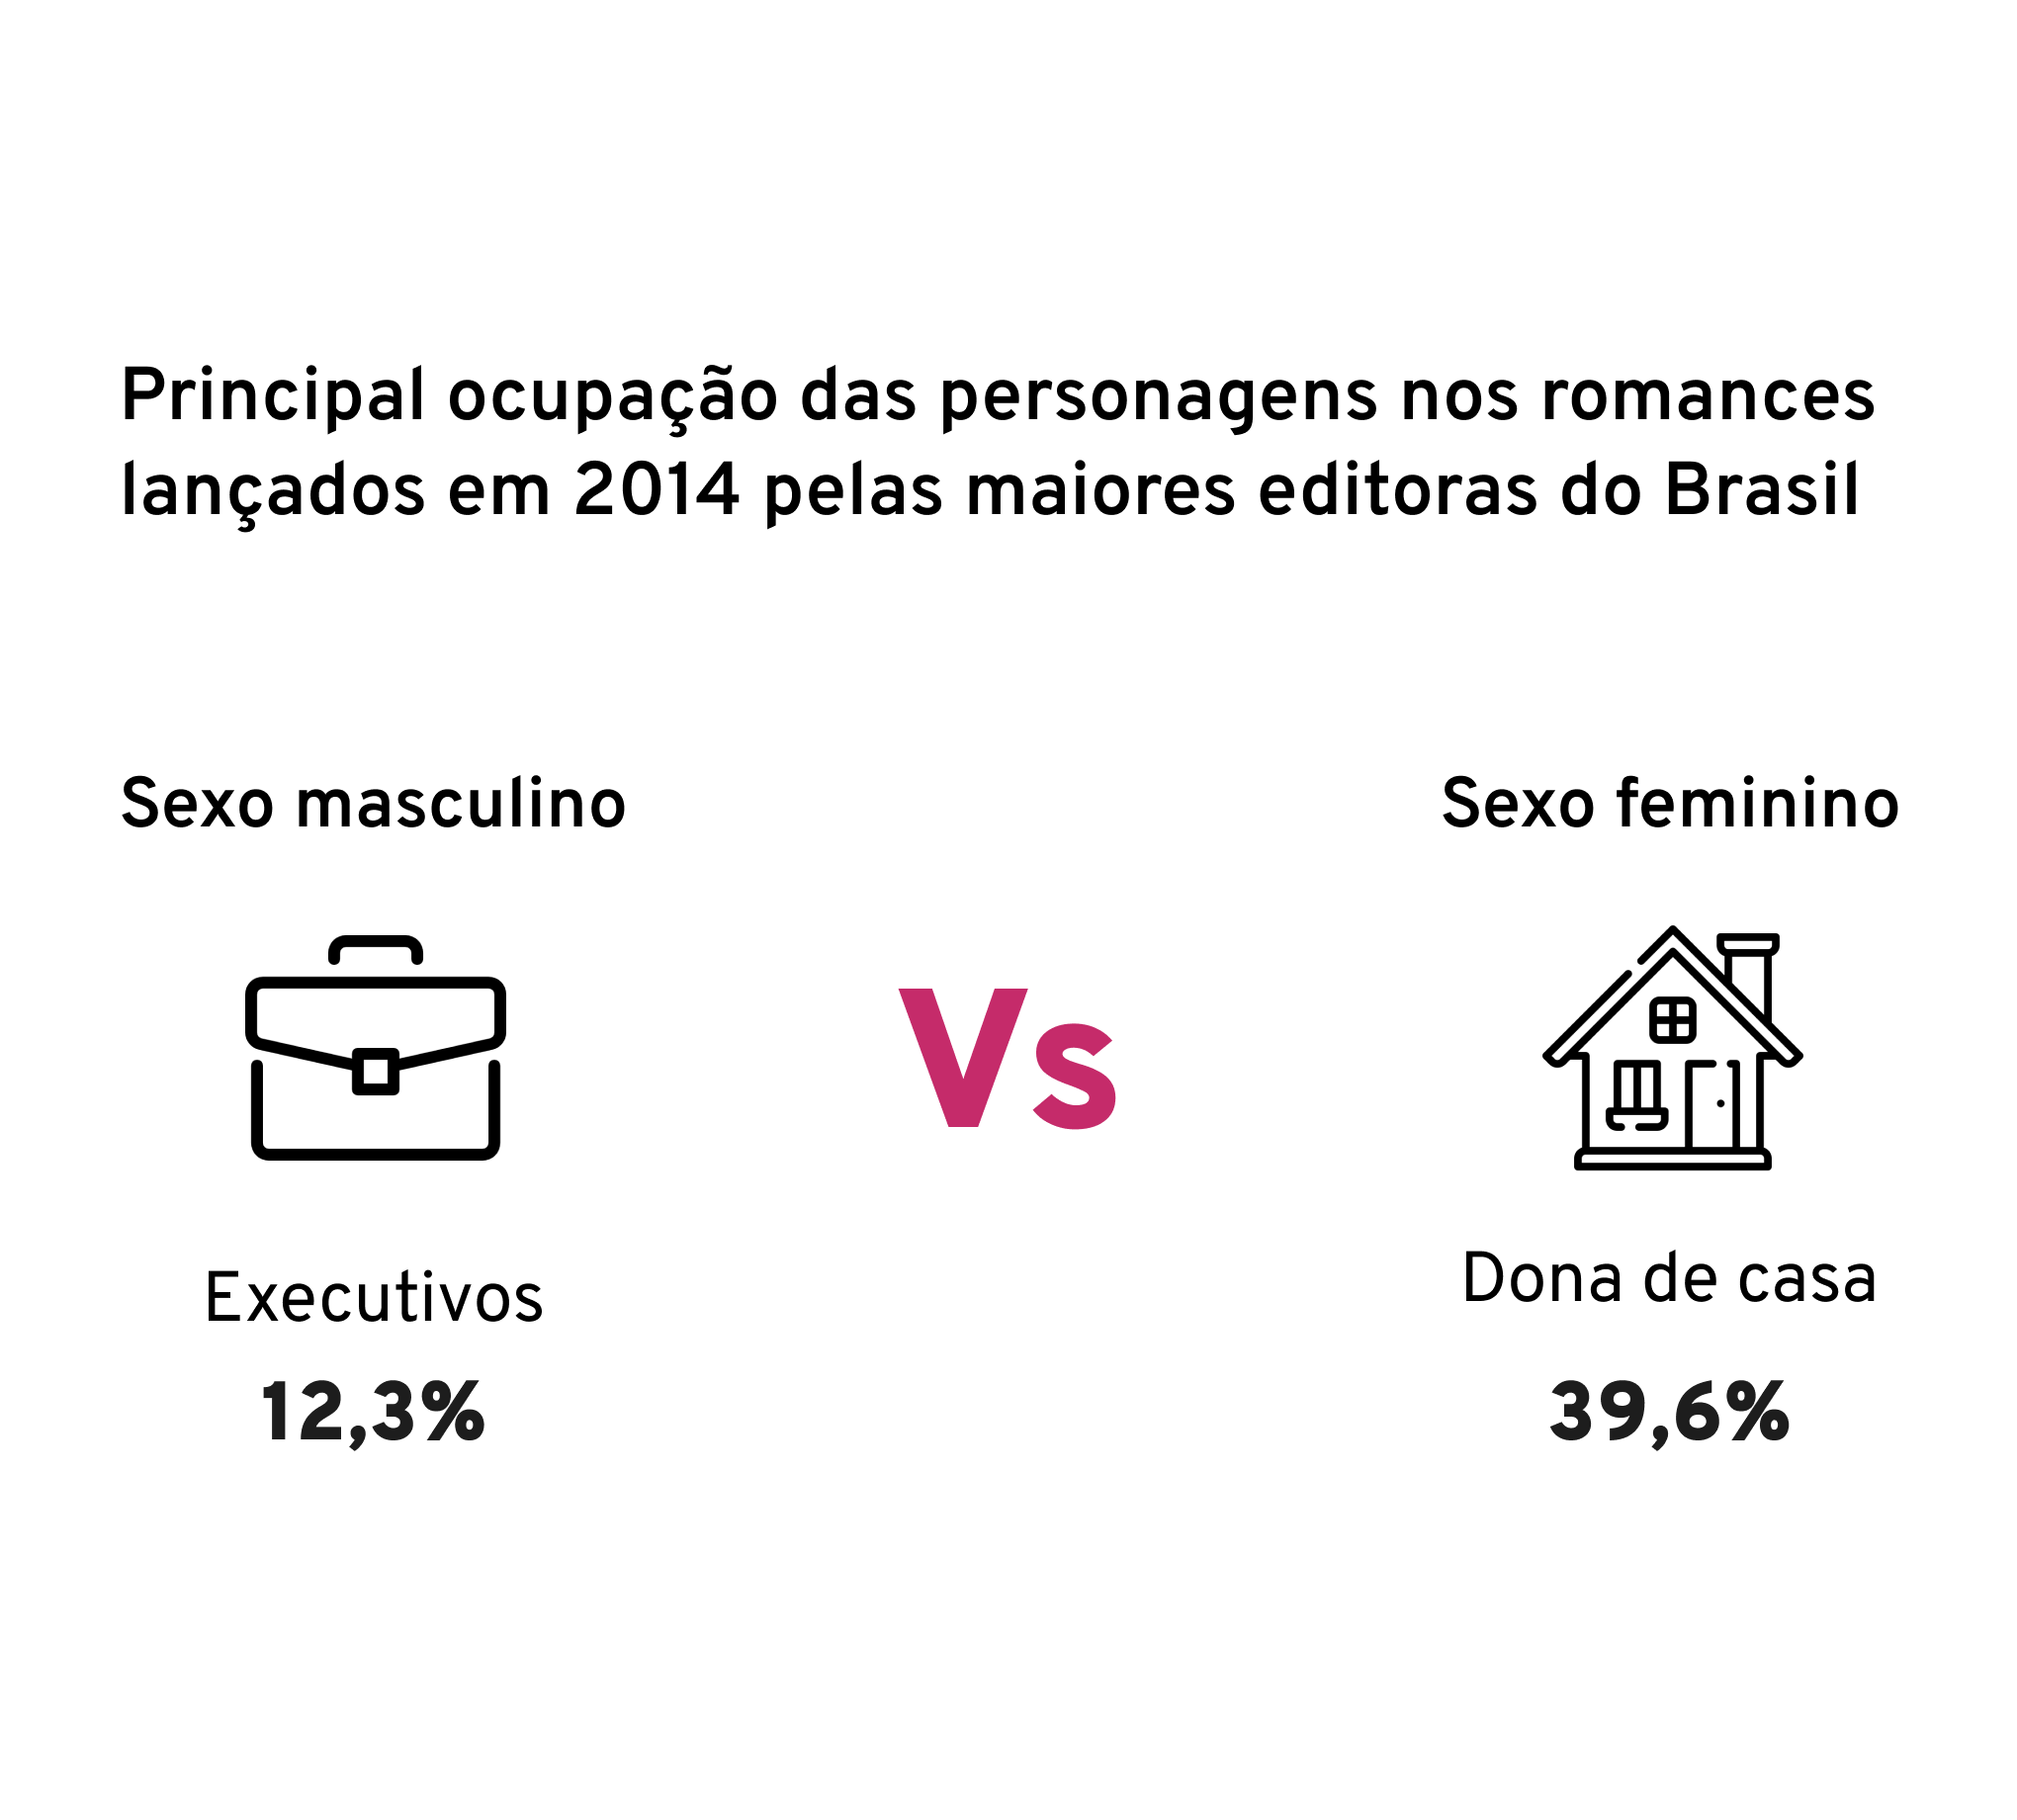 Principal ocupação das personagens nos romances
lançados em 2014 pelas maiores editoras do Brasil
Sexo masculino
Sexo feminino
Vs
Executivos
Dona de casa
12,3%
39,6%